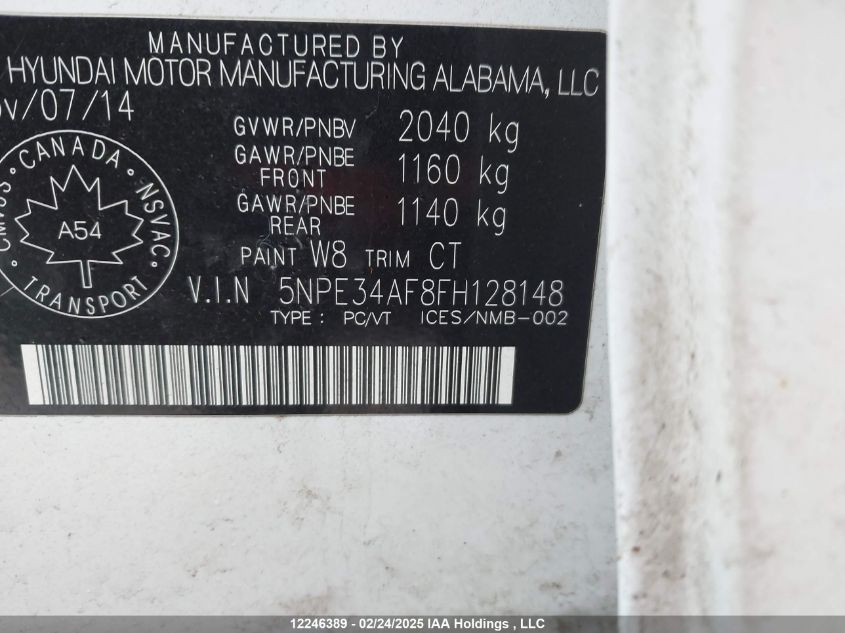 MANUFACTURED BY
HYUNDAI MOTOR MANUFACTURING ALABAMA, LLC
ov/07/14
GVWR/PNBV 2040 kg
GAWR/PNBE FRONT 1160 kg
GAWR/PNBE REAR 1140 kg
PAINT W8 TRIM CT
V.I.N 5NPE34AF8FH128148
TYPE : PC/VT ICES/NMB-002
CANADA
CMVSS · NSVAC
A54
TRANSPORT
12246389 - 02/24/2025 IAA Holdings , LLC